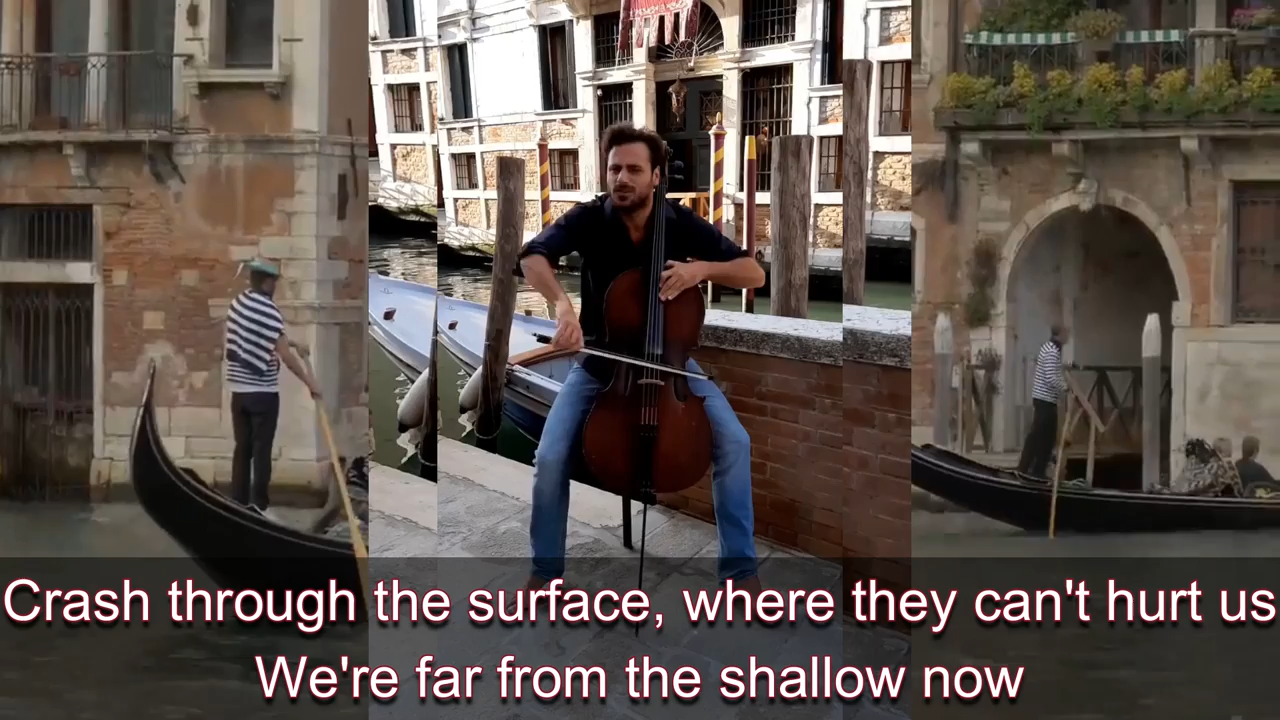 Crash through the surface, where they can't hurt us
We're far from the shallow now